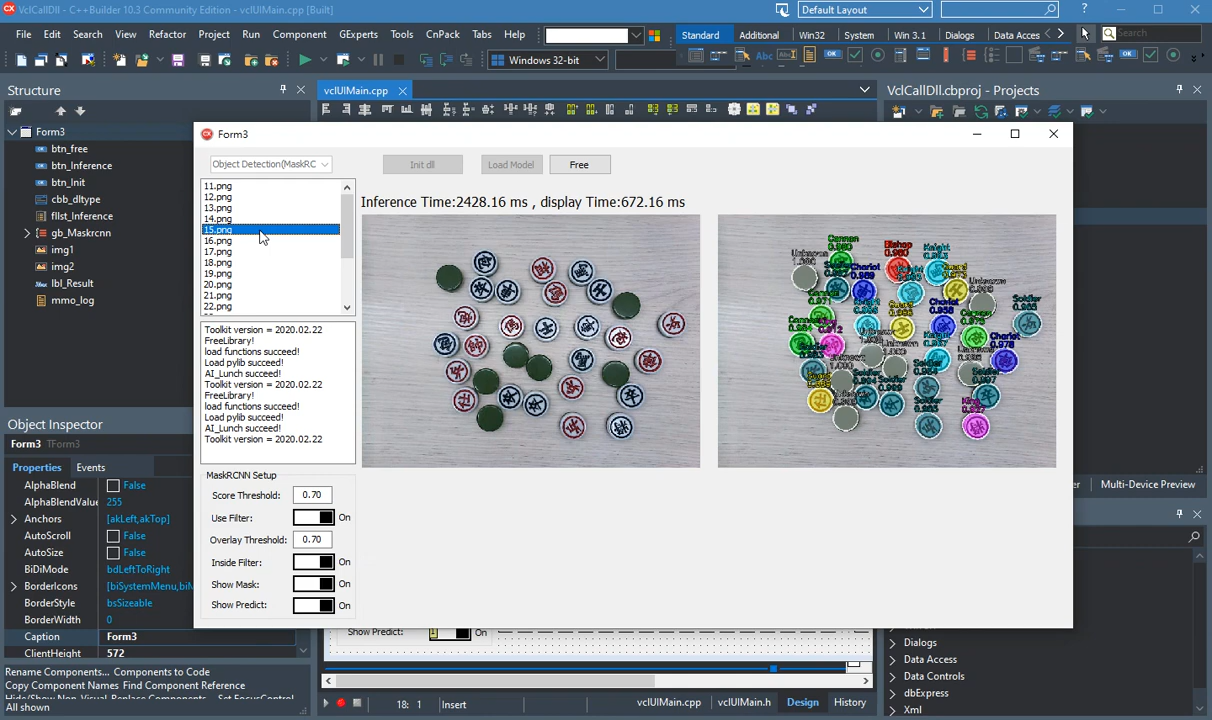 VclCallDll - C++Builder 10.3 Community Edition - vclUIMain.cpp [Built]
Default Layout
File Edit Search View Refactor Project Run Component GExperts Tools CnPack Tabs Help
Standard Additional Win32 System Win 3.1 Dialogs Data Acces
Search
Windows 32-bit
Structure
vclUIMain.cpp
VclCallDll.cbproj - Projects
Form3
btn_free
btn_Inference
btn_Init
cbb_dltype
fllst_Inference
gb_Maskrcnn
img1
img2
lbl_Result
mmo_log
Form3
Object Detection(MaskRC
Init dll
Load Model
Free
11.png
12.png
13.png
14.png
15.png
16.png
17.png
18.png
19.png
20.png
21.png
22.png
Inference Time:2428.16 ms , display Time:672.16 ms
Toolkit version = 2020.02.22
FreeLibrary!
load functions succeed!
Load pylib succeed!
AI_Lunch succeed!
Toolkit version = 2020.02.22
FreeLibrary!
load functions succeed!
Load pylib succeed!
AI_Lunch succeed!
Toolkit version = 2020.02.22
MaskRCNN Setup
Score Threshold: 0.70
Use Filter: On
Overlay Threshold: 0.70
Inside Filter: On
Show Mask: On
Show Predict: On
Object Inspector
Form3 TForm3
Properties Events
AlphaBlend False
AlphaBlendValue 255
Anchors [akLeft,akTop]
AutoScroll False
AutoSize False
BiDiMode bdLeftToRight
BorderIcons [biSystemMenu,biM
BorderStyle bsSizeable
BorderWidth 0
Caption Form3
ClientHeight 572
Rename Components... Components to Code
Copy Component Names Find Component Reference
All shown
Show Predict: On
18: 1 Insert
vclUIMain.cpp vclUIMain.h Design History
Multi-Device Preview
Dialogs
Data Access
Data Controls
dbExpress
Xml